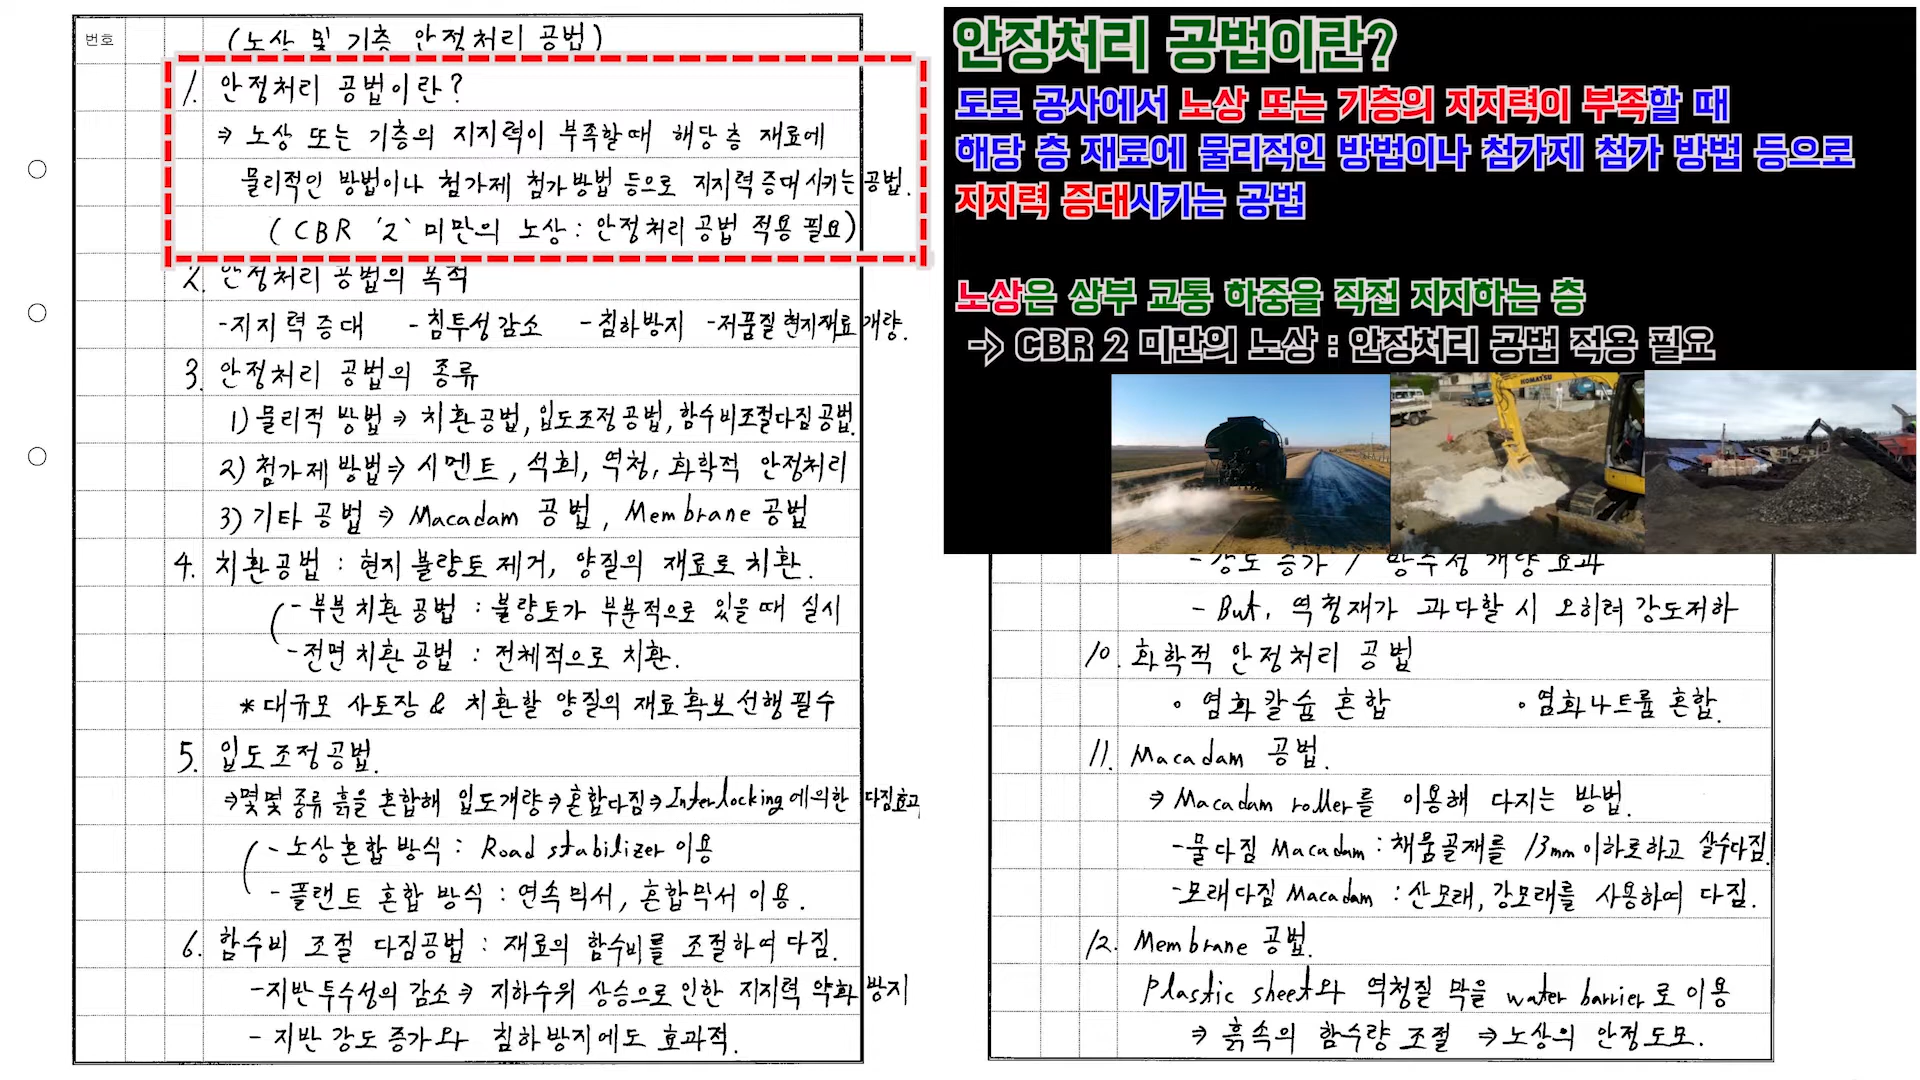 번호
(노상 및 기층 안정처리 공법)
1. 안정처리 공법이란?
⇒ 노상 또는 기층의 지지력이 부족할때 해당층 재료에
물리적인 방법이나 첨가제 첨가방법 등으로 지지력증대시키는 공법.
(CBR '2' 미만의 노상 : 안정처리공법 적용 필요)
2. 안정처리 공법의 목적
-지지력증대 -침투성감소 -침하방지 -저품질현지재료개량.
3. 안정처리 공법의 종류
1) 물리적 방법 ⇒ 치환공법, 입도조정공법, 함수비조절다짐공법.
2) 첨가제 방법 ⇒ 시멘트, 석회, 역청, 화학적 안정처리
3) 기타 공법 ⇒ Macadam 공법, Membrane 공법
4. 치환공법 : 현지 불량토 제거, 양질의 재료로 치환.
- 부분치환 공법 : 불량토가 부분적으로 있을때 실시
- 전면치환공법 : 전체적으로 치환.
* 대규모 사토장 & 치환할 양질의 재료확보선행필수
5. 입도조정공법.
⇒몇몇 종류 흙을 혼합해 입도개량⇒혼합다짐⇒Interlocking에의한 다짐효과
- 노상혼합방식 : Road stabilizer 이용
- 플랜트 혼합 방식 : 연속믹서, 혼합믹서 이용.
6. 함수비 조절 다짐공법 : 재료의 함수비를 조절하여 다짐.
-지반투수성의 감소⇒ 지하수위 상승으로 인한 지지력 약화 방지
- 지반강도증가와 침하방지에도 효과적.
안정처리 공법이란?
도로 공사에서 노상 또는 기층의 지지력이 부족할 때
해당 층 재료에 물리적인 방법이나 첨가제 첨가 방법 등으로
지지력 증대시키는 공법
노상은 상부 교통 하중을 직접 지지하는 층
-> CBR 2 미만의 노상 : 안정처리 공법 적용 필요
KOMATSU
- 강도 증가 / 방수성 개량효과
- But, 역청재가 과다할 시 오히려 강도저하
10. 화학적 안정처리 공법
• 염화칼슘 혼합 • 염화나트륨 혼합.
11. Macadam 공법.
⇒ Macadam roller를 이용해 다지는 방법.
-물다짐 Macadam : 채움골재를 13mm이하로하고 살수다짐.
-모래다짐 Macadam : 산모래, 강모래를 사용하여 다짐.
12. Membrane 공법.
Plastic sheet와 역청질 막을 water barrier로 이용
⇒ 흙속의 함수량 조절 ⇒노상의 안정도모.